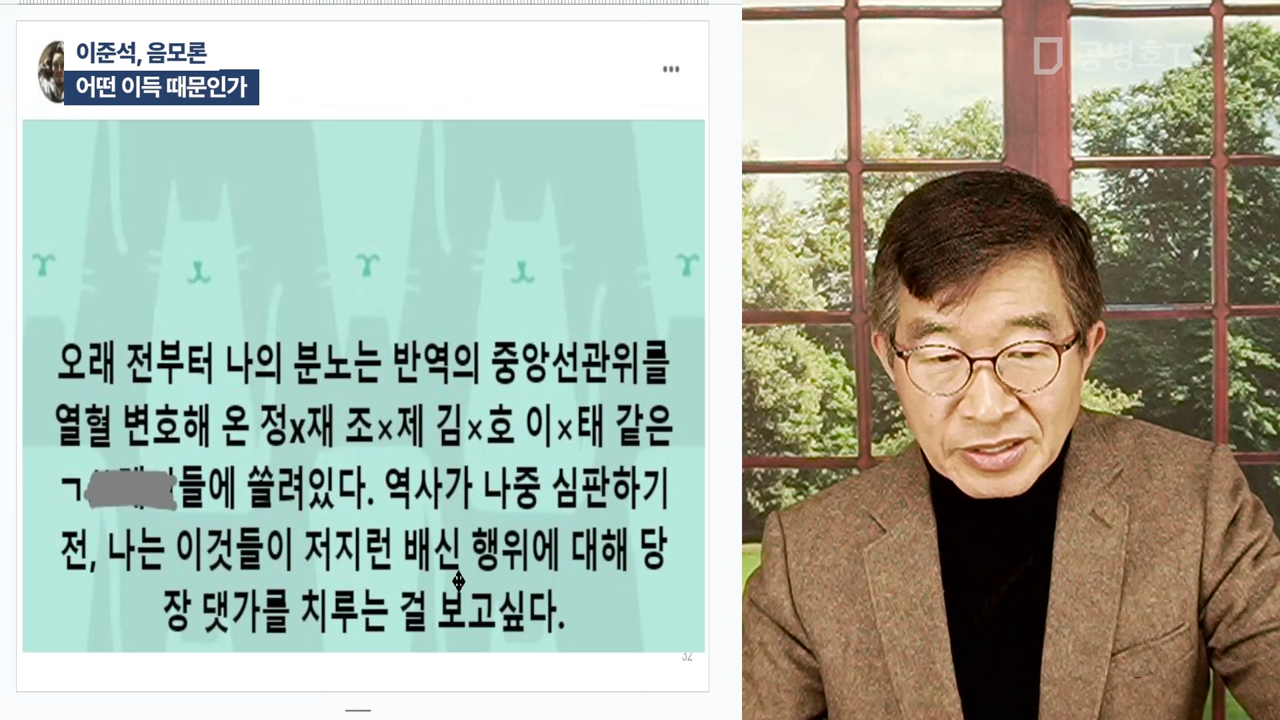 이준석, 음모론
어떤 이득 때문인가
공병호T
오래 전부터 나의 분노는 반역의 중앙선관위를
열혈 변호해 온 정x재 조×제 김×호 이×태 같은
들에 쏠려있다. 역사가 나중 심판하기
전, 나는 이것들이 저지런 배신 행위에 대해 당
장 댓가를 치루는 걸 보고싶다.
32